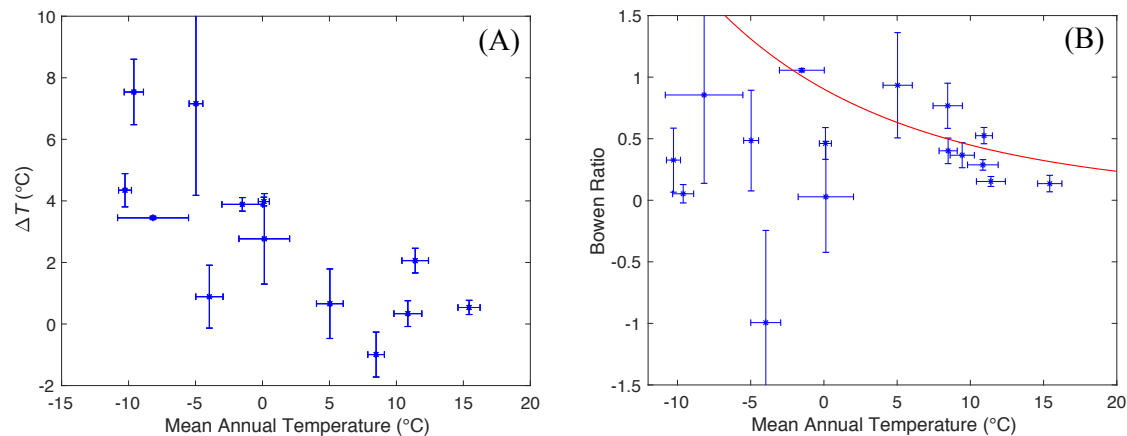 (A)
10
8
6
4
2
0
-2
ΔT (°C)
-15 -10 -5 0 5 10 15 20
Mean Annual Temperature (°C)
(B)
1.5
1
0.5
0
-0.5
-1
-1.5
Bowen Ratio
-10 -5 0 5 10 15 20
Mean Annual Temperature (°C)